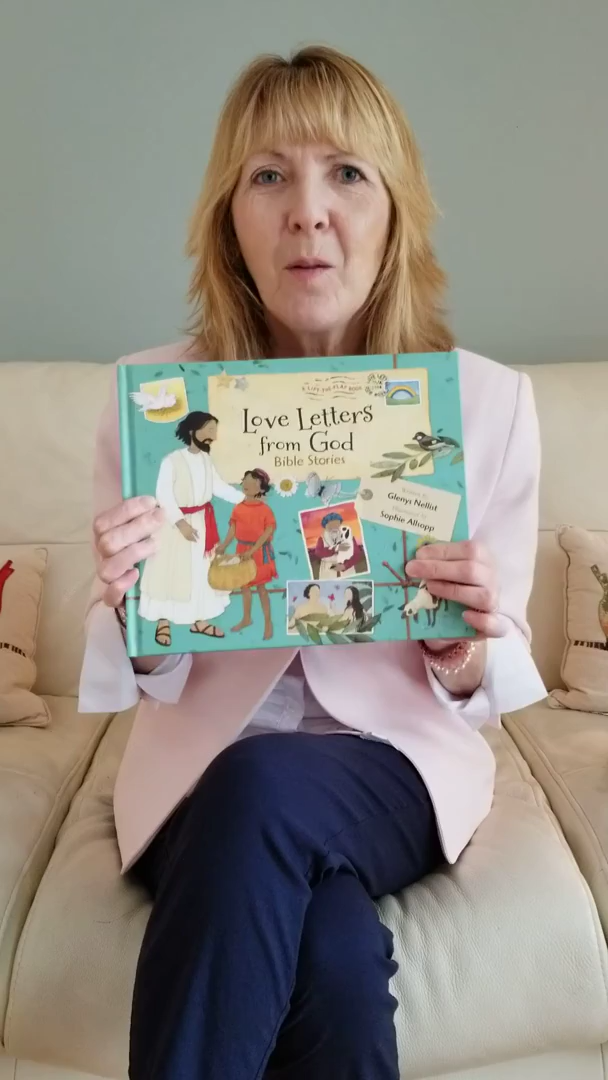 A LIFT THE FLAP BOOK
Love Letters
from God
Bible Stories
Glenys Nellist
Sophie Allsopp